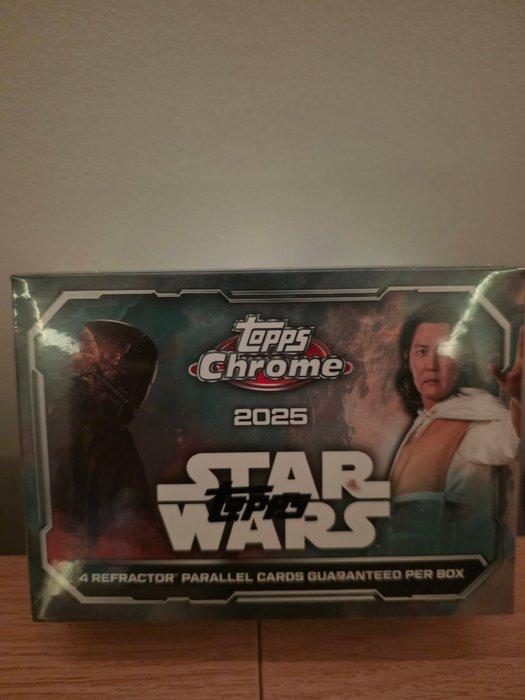 Topps
Chrome
2025
STAR
WARS
Topps
4 REFRACTOR® PARALLEL CARDS GUARANTEED PER BOX